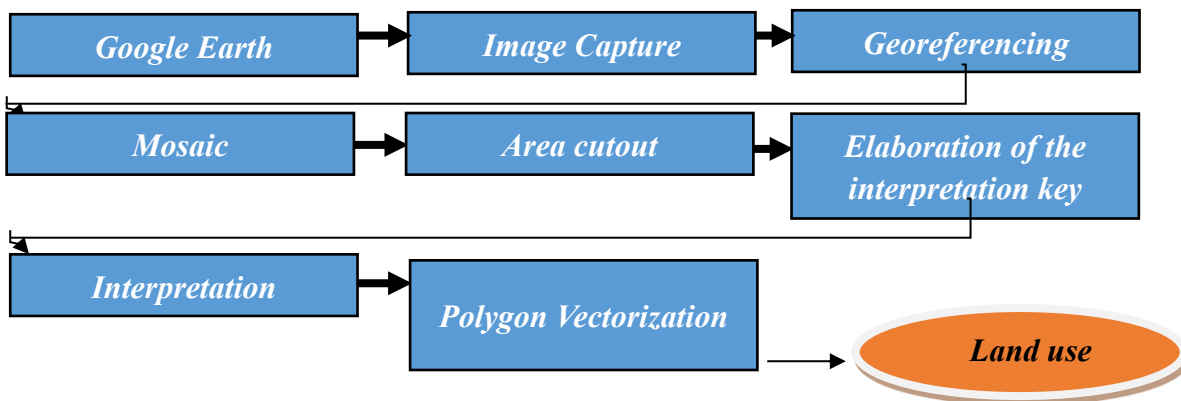 Google Earth
Image Capture
Georeferencing
Mosaic
Area cutout
Elaboration of the
interpretation key
Interpretation
Polygon Vectorization
Land use